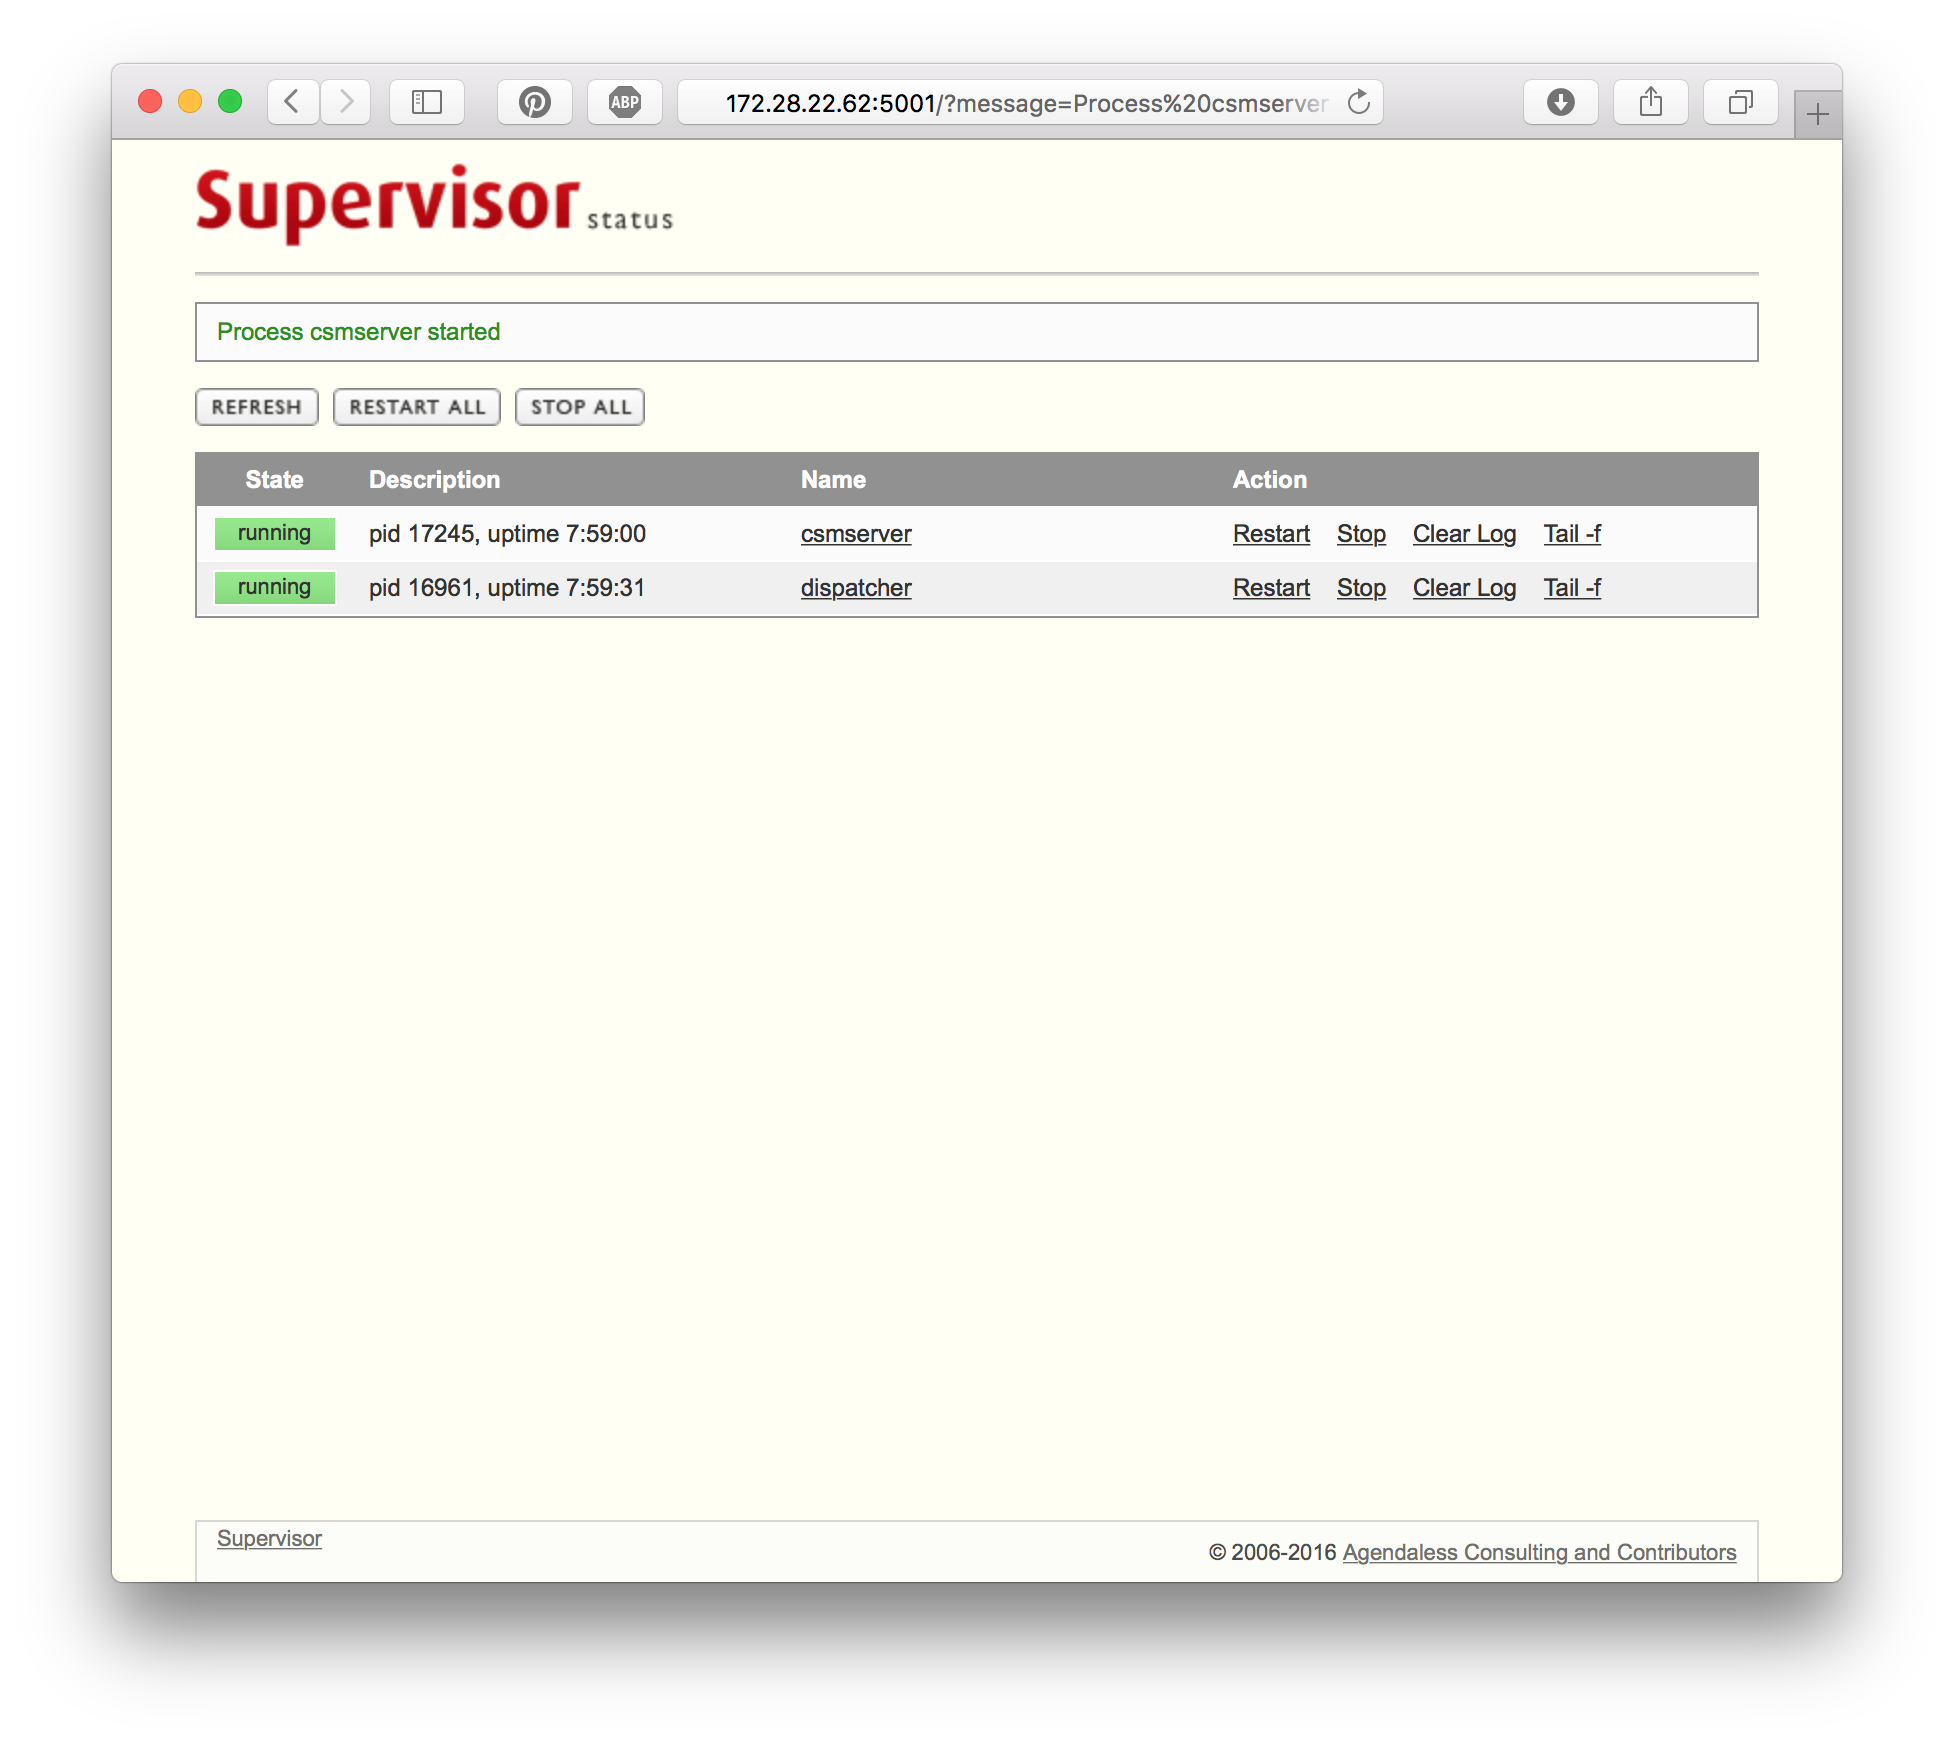 ABP
172.28.22.62:5001/?message=Process%20csmserver
Supervisor status
Process csmserver started
REFRESH RESTART ALL STOP ALL
State Description Name Action
running pid 17245, uptime 7:59:00 csmserver Restart Stop Clear Log Tail -f
running pid 16961, uptime 7:59:31 dispatcher Restart Stop Clear Log Tail -f
Supervisor
© 2006-2016 Agendaless Consulting and Contributors